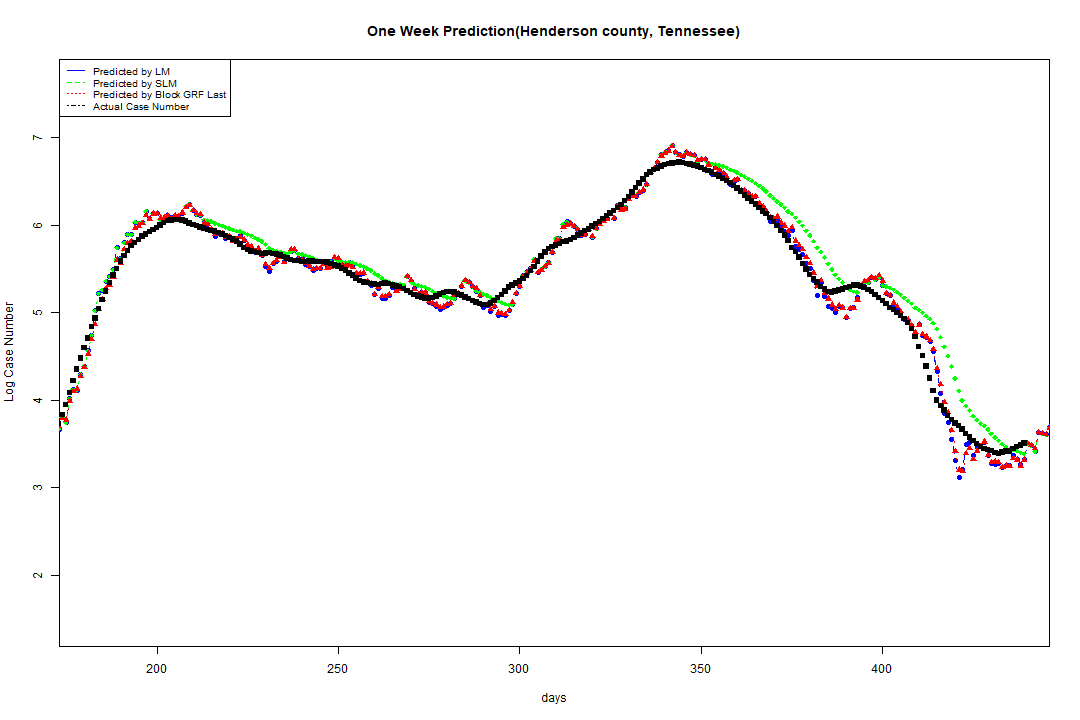 One Week Prediction(Henderson county, Tennessee)
Predicted by LM
Predicted by SLM
Predicted by Block GRF Last
Actual Case Number
7
6
5
4
3
2
Log Case Number
200 250 300 350 400
days